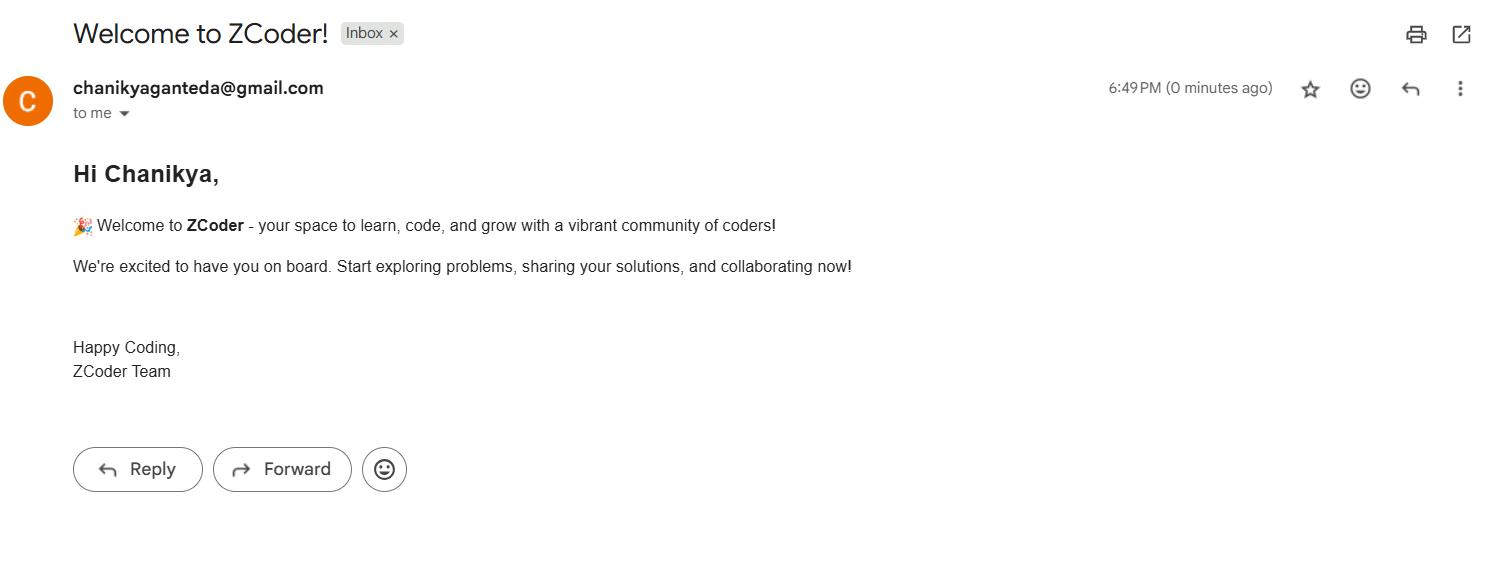 Welcome to ZCoder! Inbox ×
C
chanikyaganteda@gmail.com 6:49 PM (0 minutes ago)
to me
Hi Chanikya,
🎉 Welcome to ZCoder - your space to learn, code, and grow with a vibrant community of coders!
We're excited to have you on board. Start exploring problems, sharing your solutions, and collaborating now!
Happy Coding,
ZCoder Team
Reply Forward